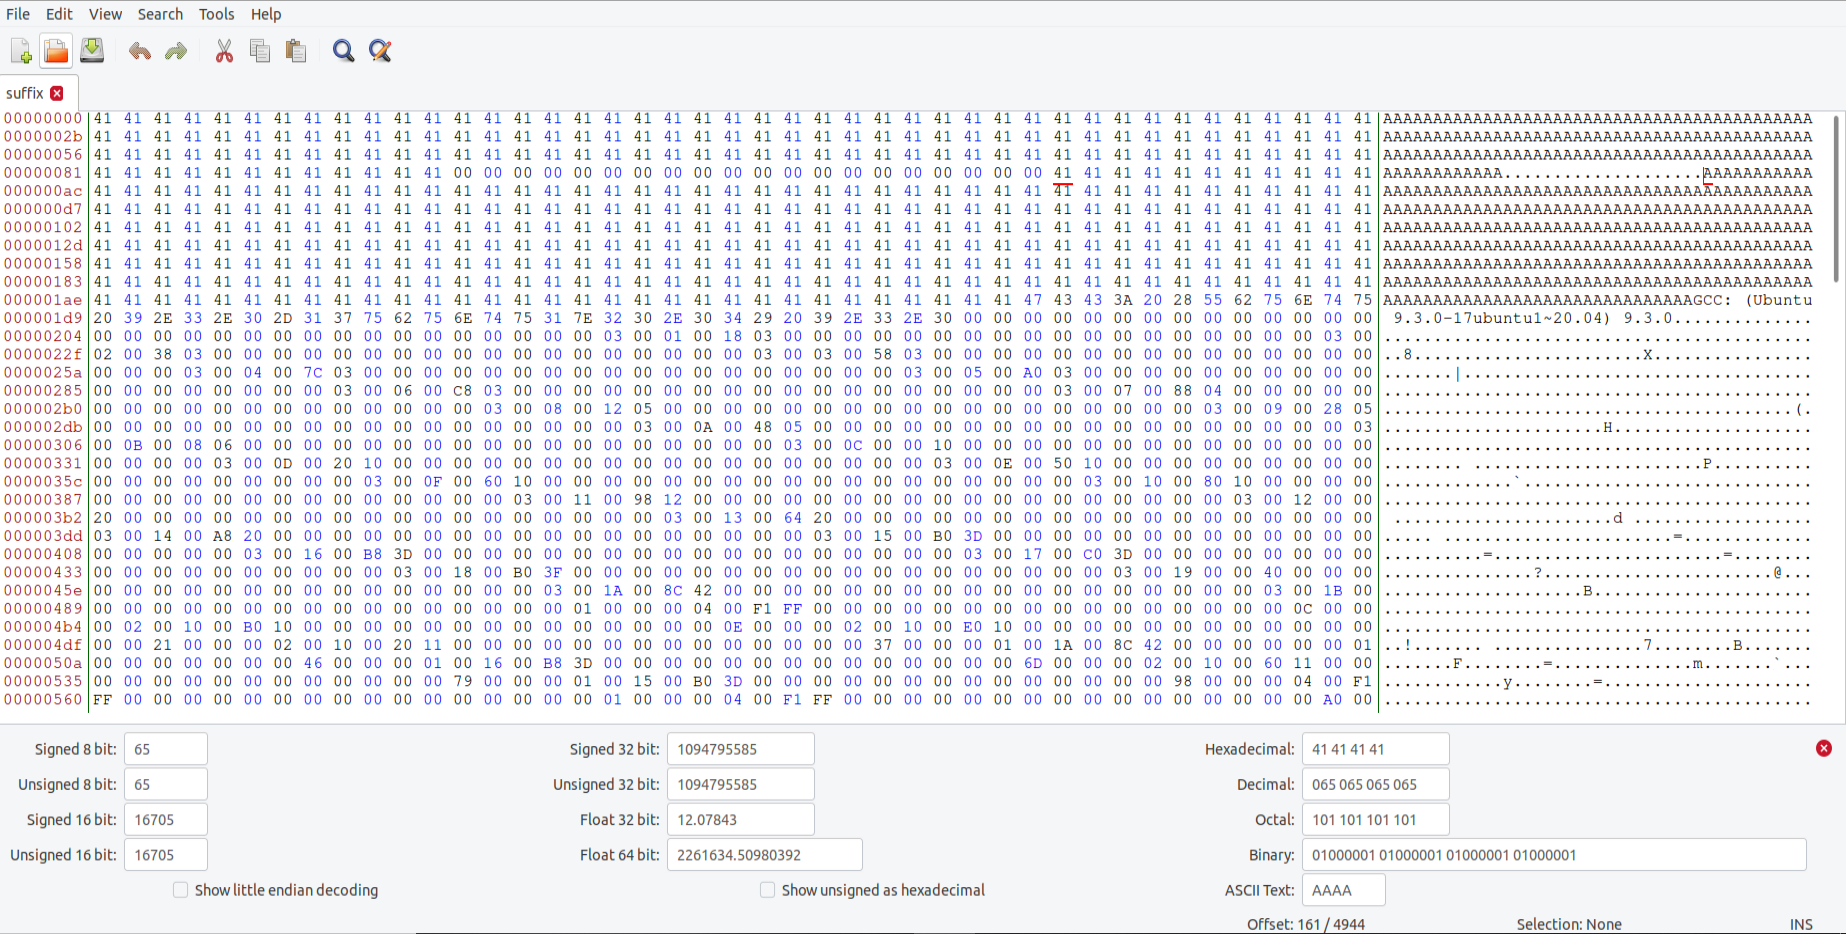 File Edit View Search Tools Help
suffix
00000000 41 41 41 41 41 41 41 41 41 41 41 41 41 41 41 41 41 41 41 41 41 41 41 41 41 41 41 41 41 41 41 41 41 41 41 41 41 41 41 41 41 41 41 AAAAAAAAAAAAAAAAAAAAAAAAAAAAAAAAAAAAAAAAAAA
0000002b 41 41 41 41 41 41 41 41 41 41 41 41 41 41 41 41 41 41 41 41 41 41 41 41 41 41 41 41 41 41 41 41 41 41 41 41 41 41 41 41 41 41 41 AAAAAAAAAAAAAAAAAAAAAAAAAAAAAAAAAAAAAAAAAAA
00000056 41 41 41 41 41 41 41 41 41 41 41 41 41 41 41 41 41 41 41 41 41 41 41 41 41 41 41 41 41 41 41 41 41 41 41 41 41 41 41 41 41 41 41 AAAAAAAAAAAAAAAAAAAAAAAAAAAAAAAAAAAAAAAAAAA
00000081 41 41 41 41 41 41 41 41 41 41 41 41 00 00 00 00 00 00 00 00 00 00 00 00 00 00 00 00 00 00 00 00 41 41 41 41 41 41 41 41 41 41 41 AAAAAAAAAAAA....................AAAAAAAAAAA
000000ac 41 41 41 41 41 41 41 41 41 41 41 41 41 41 41 41 41 41 41 41 41 41 41 41 41 41 41 41 41 41 41 41 41 41 41 41 41 41 41 41 41 41 41 AAAAAAAAAAAAAAAAAAAAAAAAAAAAAAAAAAAAAAAAAAA
000000d7 41 41 41 41 41 41 41 41 41 41 41 41 41 41 41 41 41 41 41 41 41 41 41 41 41 41 41 41 41 41 41 41 41 41 41 41 41 41 41 41 41 41 41 AAAAAAAAAAAAAAAAAAAAAAAAAAAAAAAAAAAAAAAAAAA
00000102 41 41 41 41 41 41 41 41 41 41 41 41 41 41 41 41 41 41 41 41 41 41 41 41 41 41 41 41 41 41 41 41 41 41 41 41 41 41 41 41 41 41 41 AAAAAAAAAAAAAAAAAAAAAAAAAAAAAAAAAAAAAAAAAAA
0000012d 41 41 41 41 41 41 41 41 41 41 41 41 41 41 41 41 41 41 41 41 41 41 41 41 41 41 41 41 41 41 41 41 41 41 41 41 41 41 41 41 41 41 41 AAAAAAAAAAAAAAAAAAAAAAAAAAAAAAAAAAAAAAAAAAA
00000158 41 41 41 41 41 41 41 41 41 41 41 41 41 41 41 41 41 41 41 41 41 41 41 41 41 41 41 41 41 41 41 41 41 41 41 41 41 41 41 41 41 41 41 AAAAAAAAAAAAAAAAAAAAAAAAAAAAAAAAAAAAAAAAAAA
00000183 41 41 41 41 41 41 41 41 41 41 41 41 41 41 41 41 41 41 41 41 41 41 41 41 41 41 41 41 41 41 41 41 41 41 41 41 41 41 41 41 41 41 41 AAAAAAAAAAAAAAAAAAAAAAAAAAAAAAAAAAAAAAAAAAA
000001ae 41 41 41 41 41 41 41 41 41 41 41 41 41 41 41 41 41 41 41 41 41 41 41 41 41 41 41 41 41 41 41 47 43 43 3A 20 28 55 62 75 6E 74 75 AAAAAAAAAAAAAAAAAAAAAAAAAAAAAAAGCC: (Ubuntu
000001d9 20 39 2E 33 2E 30 2D 31 37 75 62 75 6E 74 75 31 7E 32 30 2E 30 34 29 20 39 2E 33 2E 30 00 00 00 00 00 00 00 00 00 00 00 00 00 00  9.3.0-17ubuntu1~20.04) 9.3.0..............
00000204 00 00 00 00 00 00 00 00 00 00 00 00 00 00 00 00 00 03 00 01 00 18 03 00 00 00 00 00 00 00 00 00 00 00 00 00 00 00 00 00 00 03 00 ...........................................
0000022f 02 00 38 03 00 00 00 00 00 00 00 00 00 00 00 00 00 00 00 00 00 00 03 00 03 00 58 03 00 00 00 00 00 00 00 00 00 00 00 00 00 00 00 ..8.......................X................
0000025a 00 00 00 03 00 04 00 7C 03 00 00 00 00 00 00 00 00 00 00 00 00 00 00 00 00 00 00 03 00 05 00 A0 03 00 00 00 00 00 00 00 00 00 00 .......|...................................
00000285 00 00 00 00 00 00 00 00 03 00 06 00 C8 03 00 00 00 00 00 00 00 00 00 00 00 00 00 00 00 00 00 00 03 00 07 00 88 04 00 00 00 00 00 ...........................................
000002b0 00 00 00 00 00 00 00 00 00 00 00 00 00 03 00 08 00 12 05 00 00 00 00 00 00 00 00 00 00 00 00 00 00 00 00 00 00 03 00 09 00 28 05 .........................................(.
000002db 00 00 00 00 00 00 00 00 00 00 00 00 00 00 00 00 00 00 03 00 0A 00 48 05 00 00 00 00 00 00 00 00 00 00 00 00 00 00 00 00 00 00 03 ......................H....................
00000306 00 0B 00 08 06 00 00 00 00 00 00 00 00 00 00 00 00 00 00 00 00 00 00 03 00 0C 00 00 10 00 00 00 00 00 00 00 00 00 00 00 00 00 00 ...........................................
00000331 00 00 00 00 03 00 0D 00 20 10 00 00 00 00 00 00 00 00 00 00 00 00 00 00 00 00 00 00 03 00 0E 00 50 10 00 00 00 00 00 00 00 00 00 ........ .......................P..........
0000035c 00 00 00 00 00 00 00 00 00 03 00 0F 00 60 10 00 00 00 00 00 00 00 00 00 00 00 00 00 00 00 00 00 00 03 00 10 00 80 10 00 00 00 00 .............`.............................
00000387 00 00 00 00 00 00 00 00 00 00 00 00 00 00 03 00 11 00 98 12 00 00 00 00 00 00 00 00 00 00 00 00 00 00 00 00 00 00 03 00 12 00 00 ...........................................
000003b2 20 00 00 00 00 00 00 00 00 00 00 00 00 00 00 00 00 00 00 03 00 13 00 64 20 00 00 00 00 00 00 00 00 00 00 00 00 00 00 00 00 00 00  ......................d ..................
000003dd 03 00 14 00 A8 20 00 00 00 00 00 00 00 00 00 00 00 00 00 00 00 00 00 00 03 00 15 00 B0 3D 00 00 00 00 00 00 00 00 00 00 00 00 00 ..... .......................=.............
00000408 00 00 00 00 00 03 00 16 00 B8 3D 00 00 00 00 00 00 00 00 00 00 00 00 00 00 00 00 00 00 03 00 17 00 C0 3D 00 00 00 00 00 00 00 00 ..........=.......................=........
00000433 00 00 00 00 00 00 00 00 00 00 03 00 18 00 B0 3F 00 00 00 00 00 00 00 00 00 00 00 00 00 00 00 00 00 00 03 00 19 00 00 40 00 00 00 ...............?.......................@...
0000045e 00 00 00 00 00 00 00 00 00 00 00 00 00 00 00 03 00 1A 00 8C 42 00 00 00 00 00 00 00 00 00 00 00 00 00 00 00 00 00 00 03 00 1B 00 ....................B......................
00000489 00 00 00 00 00 00 00 00 00 00 00 00 00 00 00 00 01 00 00 00 04 00 F1 FF 00 00 00 00 00 00 00 00 00 00 00 00 00 00 00 00 0C 00 00 ...........................................
000004b4 00 02 00 10 00 B0 10 00 00 00 00 00 00 00 00 00 00 00 00 00 00 0E 00 00 00 02 00 10 00 E0 10 00 00 00 00 00 00 00 00 00 00 00 00 ...........................................
000004df 00 00 21 00 00 00 02 00 10 00 20 11 00 00 00 00 00 00 00 00 00 00 00 00 00 00 37 00 00 00 01 00 1A 00 8C 42 00 00 00 00 00 00 01 ..!....... ...............7........B.......
0000050a 00 00 00 00 00 00 00 46 00 00 00 01 00 16 00 B8 3D 00 00 00 00 00 00 00 00 00 00 00 00 00 00 6D 00 00 00 02 00 10 00 60 11 00 00 .......F........=..............m.......`...
00000535 00 00 00 00 00 00 00 00 00 00 00 00 79 00 00 00 01 00 15 00 B0 3D 00 00 00 00 00 00 00 00 00 00 00 00 00 00 98 00 00 00 04 00 F1 ............y........=.....................
00000560 FF 00 00 00 00 00 00 00 00 00 00 00 00 00 00 00 00 01 00 00 00 04 00 F1 FF 00 00 00 00 00 00 00 00 00 00 00 00 00 00 00 00 A0 00 ...........................................
Signed 8 bit: 65 Signed 32 bit: 1094795585 Hexadecimal: 41 41 41 41
Unsigned 8 bit: 65 Unsigned 32 bit: 1094795585 Decimal: 065 065 065 065
Signed 16 bit: 16705 Float 32 bit: 12.07843 Octal: 101 101 101 101
Unsigned 16 bit: 16705 Float 64 bit: 2261634.50980392 Binary: 01000001 01000001 01000001 01000001
Show little endian decoding Show unsigned as hexadecimal ASCII Text: AAAA
Offset: 161 / 4944 Selection: None INS